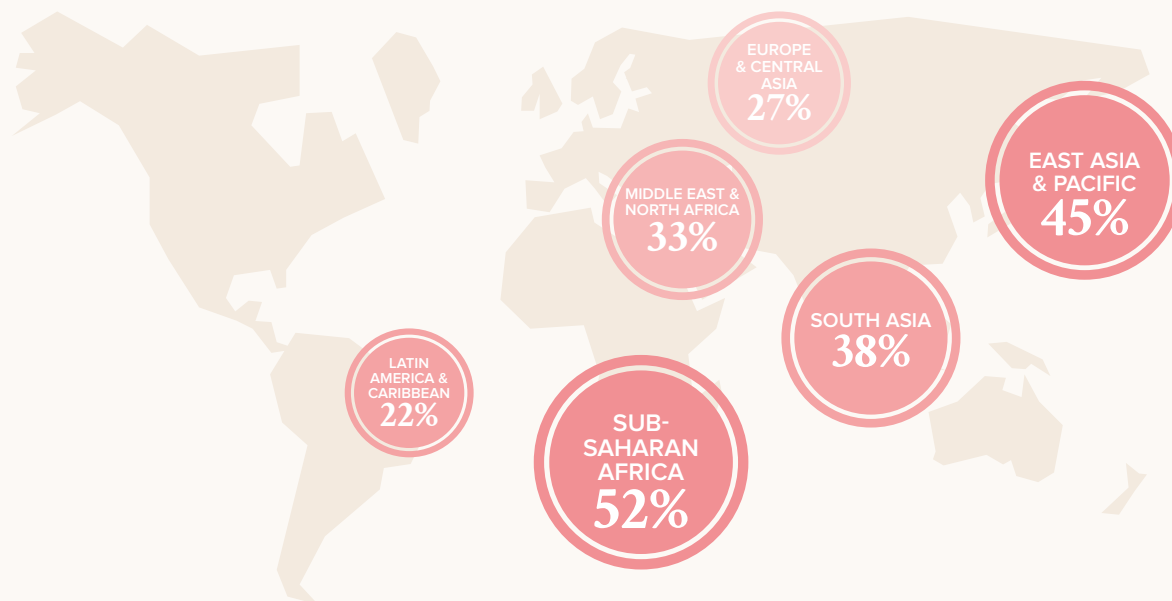 EUROPE
& CENTRAL
ASIA
27%
EAST ASIA
& PACIFIC
45%
MIDDLE EAST &
NORTH AFRICA
33%
SOUTH ASIA
38%
LATIN
AMERICA &
CARIBBEAN
22%
SUB-
SAHARAN
AFRICA
52%